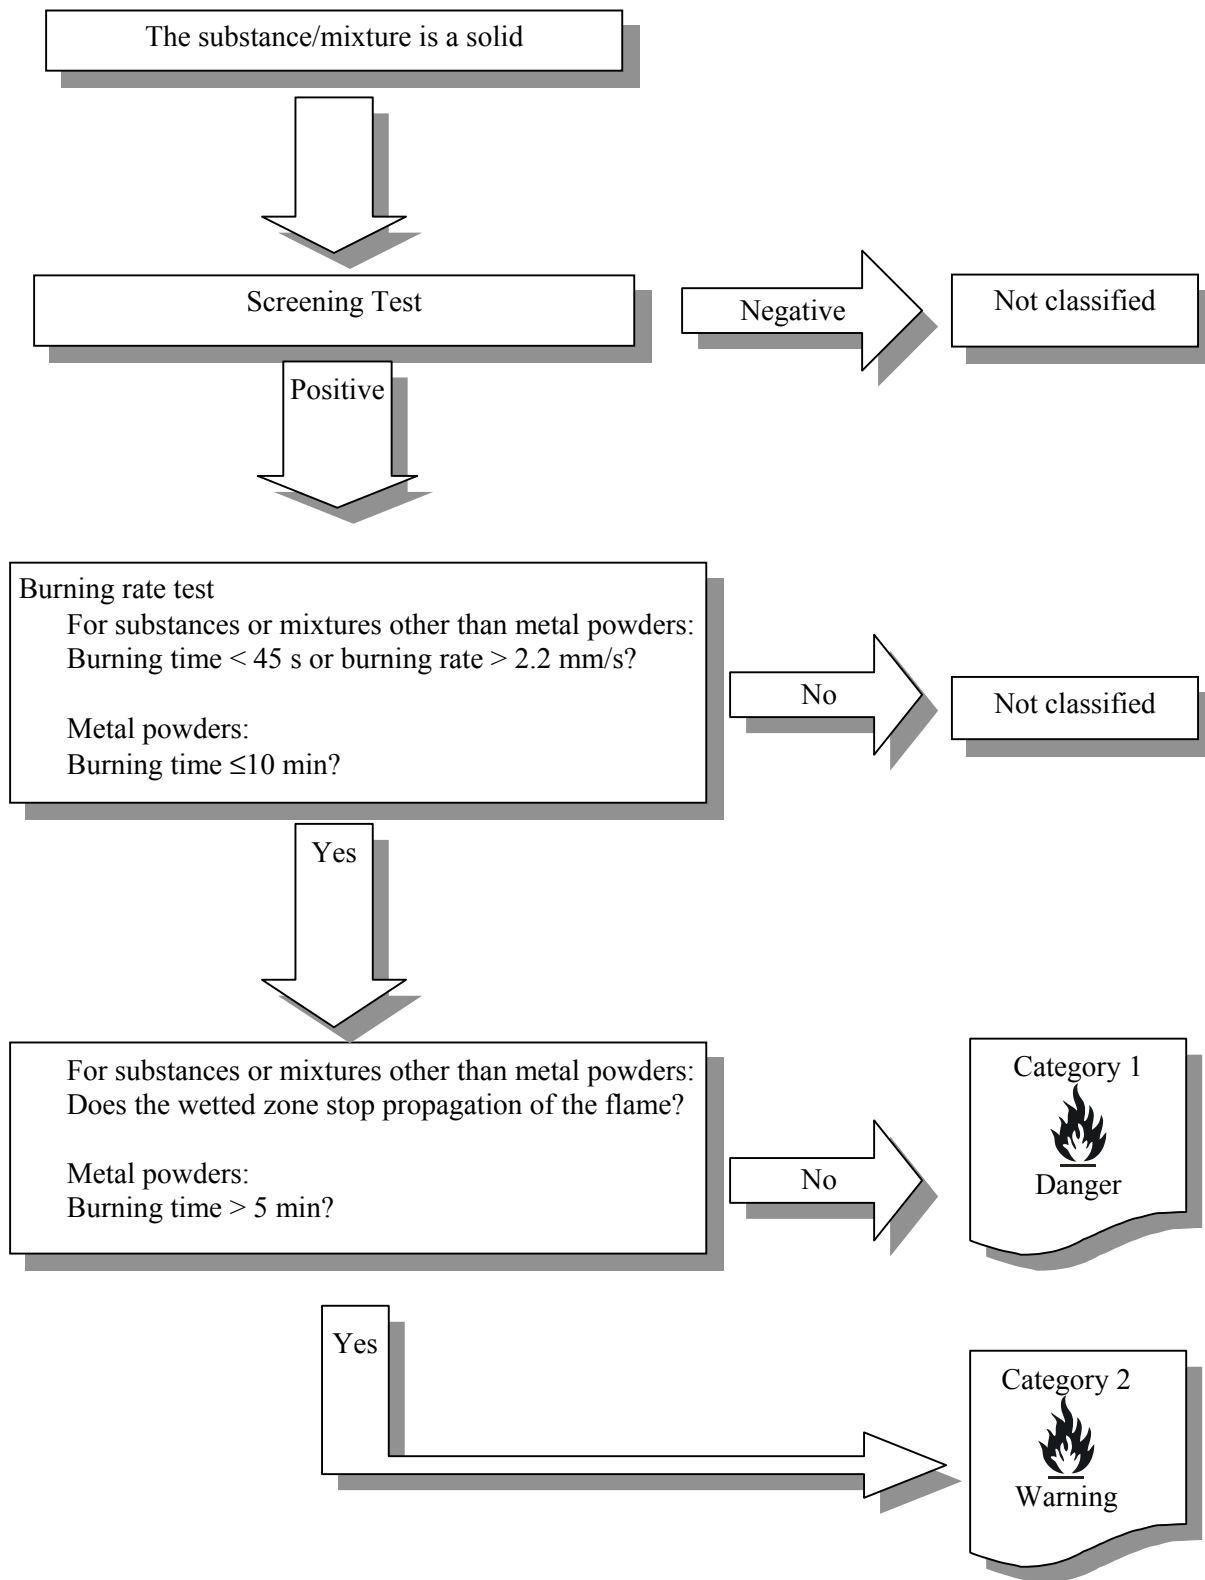 The substance/mixture is a solid
Screening Test
Negative
Not classified
Positive
Burning rate test
For substances or mixtures other than metal powders:
Burning time < 45 s or burning rate > 2.2 mm/s?
Metal powders:
Burning time ≤10 min?
No
Not classified
Yes
For substances or mixtures other than metal powders:
Does the wetted zone stop propagation of the flame?
Metal powders:
Burning time > 5 min?
No
Category 1
Danger
Yes
Category 2
Warning